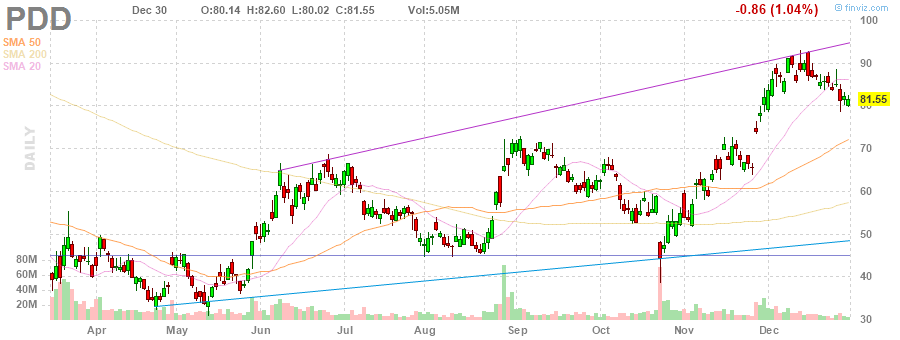 PDD
Dec 30 O:80.14 H:82.60 L:80.02 C:81.55 Vol:5.05M -0.86 (1.04%)
© finviz.com
SMA 50
SMA 200
SMA 20
DAILY
100
90
81.55
80
70
60
50
40
30
80M
60M
40M
20M
Apr May Jun Jul Aug Sep Oct Nov Dec